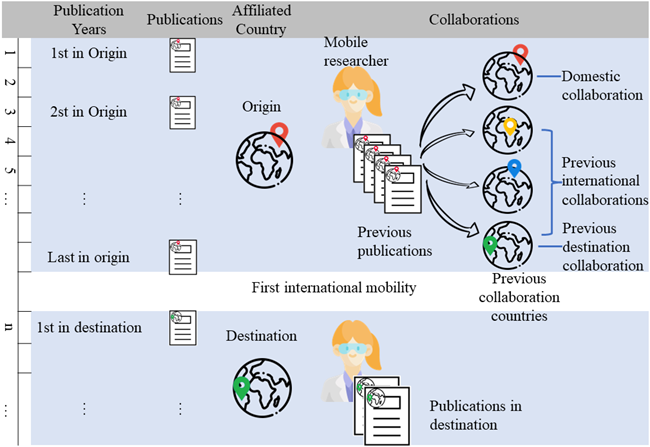 Publication
Years
Publications
Affiliated
Country
Collaborations
1
2
3
4
5
...
n
...
1st in Origin
2st in Origin
⋮
Last in origin
⋮
Origin
⋮
Mobile
researcher
Previous
publications
Domestic
collaboration
Previous
international
collaborations
Previous
destination
collaboration
Previous
collaboration
countries
First international mobility
1st in destination
⋮
⋮
Destination
Publications in
destination